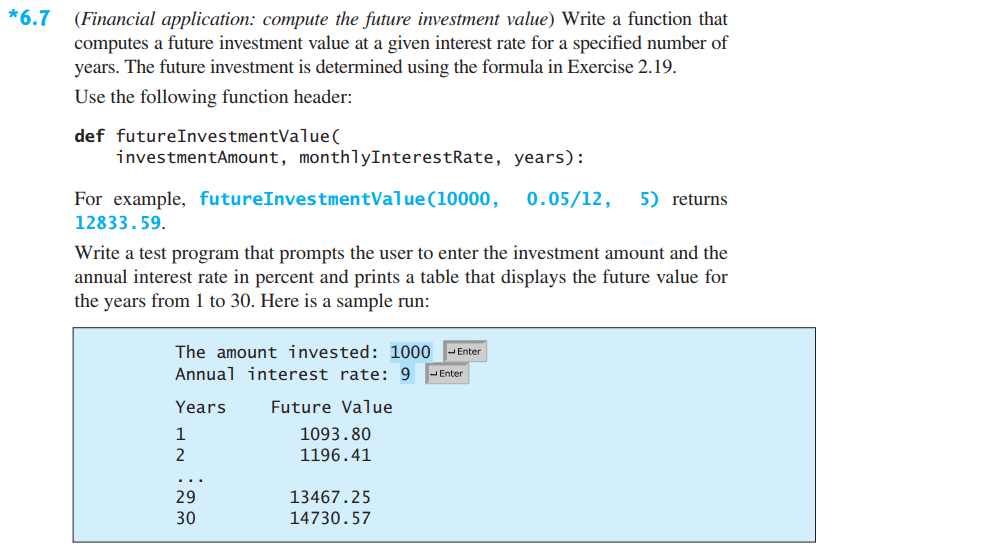 *6.7 (Financial application: compute the future investment value) Write a function that
computes a future investment value at a given interest rate for a specified number of
years. The future investment is determined using the formula in Exercise 2.19.
Use the following function header:
def futureInvestmentValue(
investmentAmount, monthlyInterestRate, years):
For example, futureInvestmentValue(10000, 0.05/12, 5) returns
12833.59.
Write a test program that prompts the user to enter the investment amount and the
annual interest rate in percent and prints a table that displays the future value for
the years from 1 to 30. Here is a sample run:
The amount invested: 1000 ↵Enter
Annual interest rate: 9 ↵Enter
Years Future Value
1 1093.80
2 1196.41
...
29 13467.25
30 14730.57